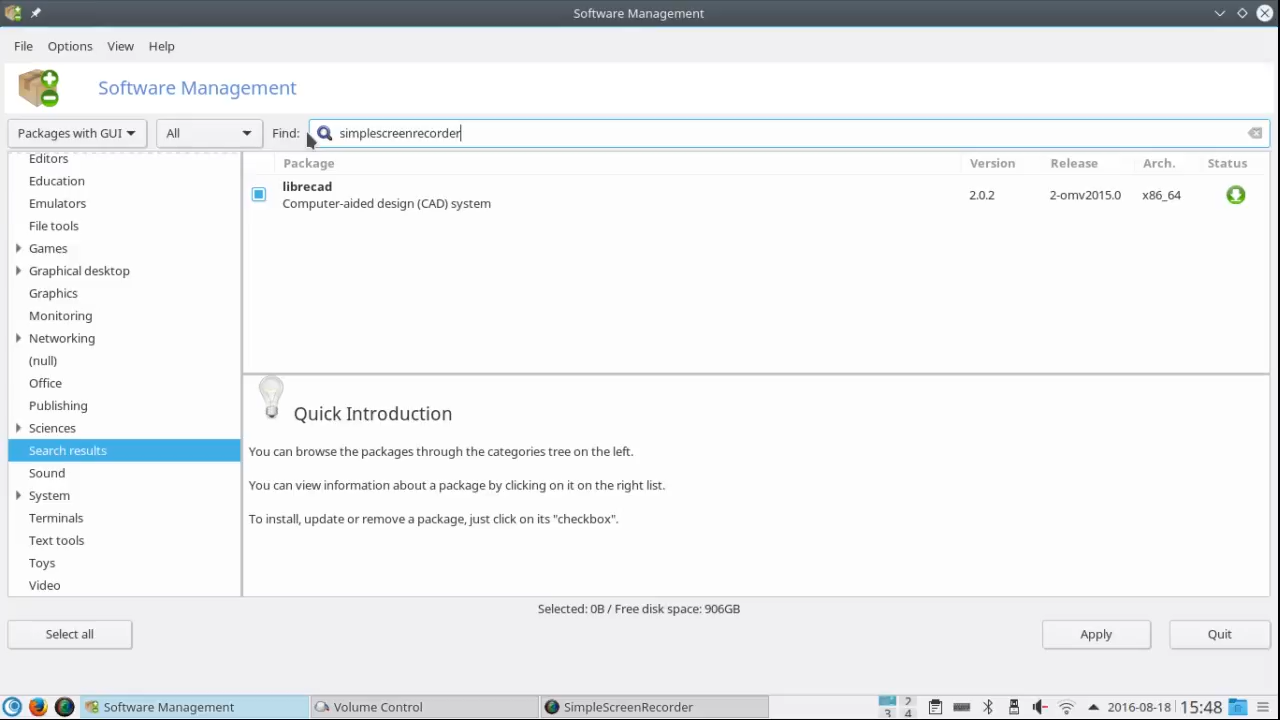 Software Management
File Options View Help
Software Management
Packages with GUI All Find: simplescreenrecorder
Package Version Release Arch. Status
librecad
Computer-aided design (CAD) system
2.0.2 2-omv2015.0 x86_64
Editors
Education
Emulators
File tools
Games
Graphical desktop
Graphics
Monitoring
Networking
(null)
Office
Publishing
Sciences
Search results
Sound
System
Terminals
Text tools
Toys
Video
Quick Introduction
You can browse the packages through the categories tree on the left.
You can view information about a package by clicking on it on the right list.
To install, update or remove a package, just click on its "checkbox".
Selected: 0B / Free disk space: 906GB
Select all Apply Quit
Software Management Volume Control SimpleScreenRecorder 2 3 4 2016-08-18 15:48